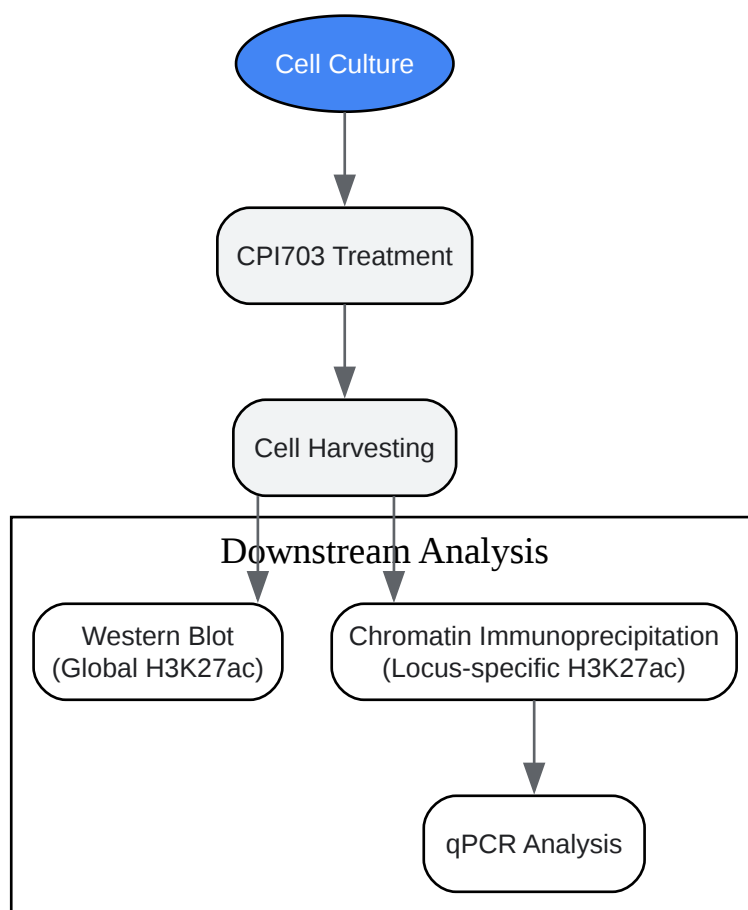 Cell Culture
CPI703 Treatment
Cell Harvesting
Downstream Analysis
Western Blot
(Global H3K27ac)
Chromatin Immunoprecipitation
(Locus-specific H3K27ac)
qPCR Analysis